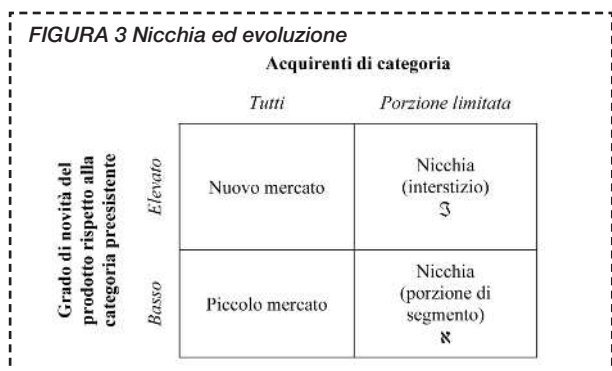 FIGURA 3 Nicchia ed evoluzione
Acquirenti di categoria
Tutti
Porzione limitata
Grado di novità del
prodotto rispetto alla
categoria preesistente
Elevato
Nuovo mercato
Nicchia
(interstizio)
ℑ
Basso
Piccolo mercato
Nicchia
(porzione di
segmento)
ℵ